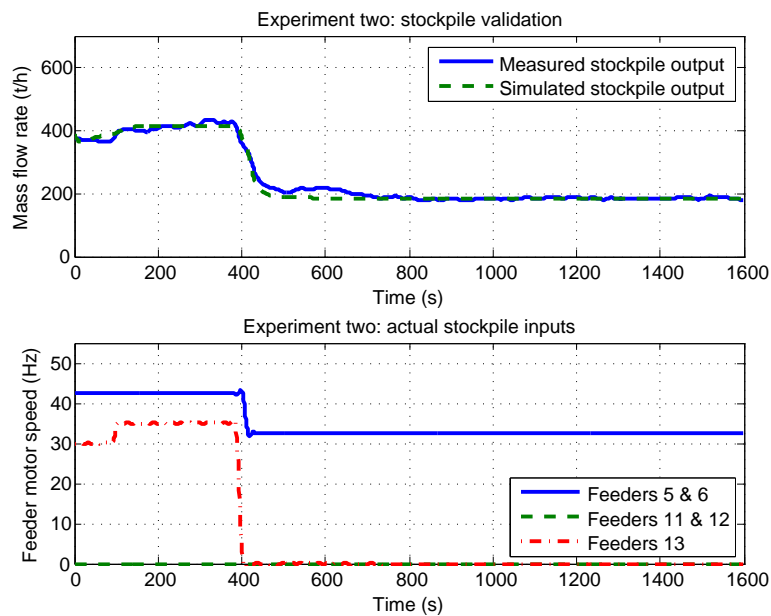 Experiment two: stockpile validation
Mass flow rate (t/h)
600
400
200
0
Measured stockpile output
Simulated stockpile output
0 200 400 600 800 1000 1200 1400 1600
Time (s)
Experiment two: actual stockpile inputs
Feeder motor speed (Hz)
50
40
30
20
10
0
Feeders 5 & 6
Feeders 11 & 12
Feeders 13
0 200 400 600 800 1000 1200 1400 1600
Time (s)